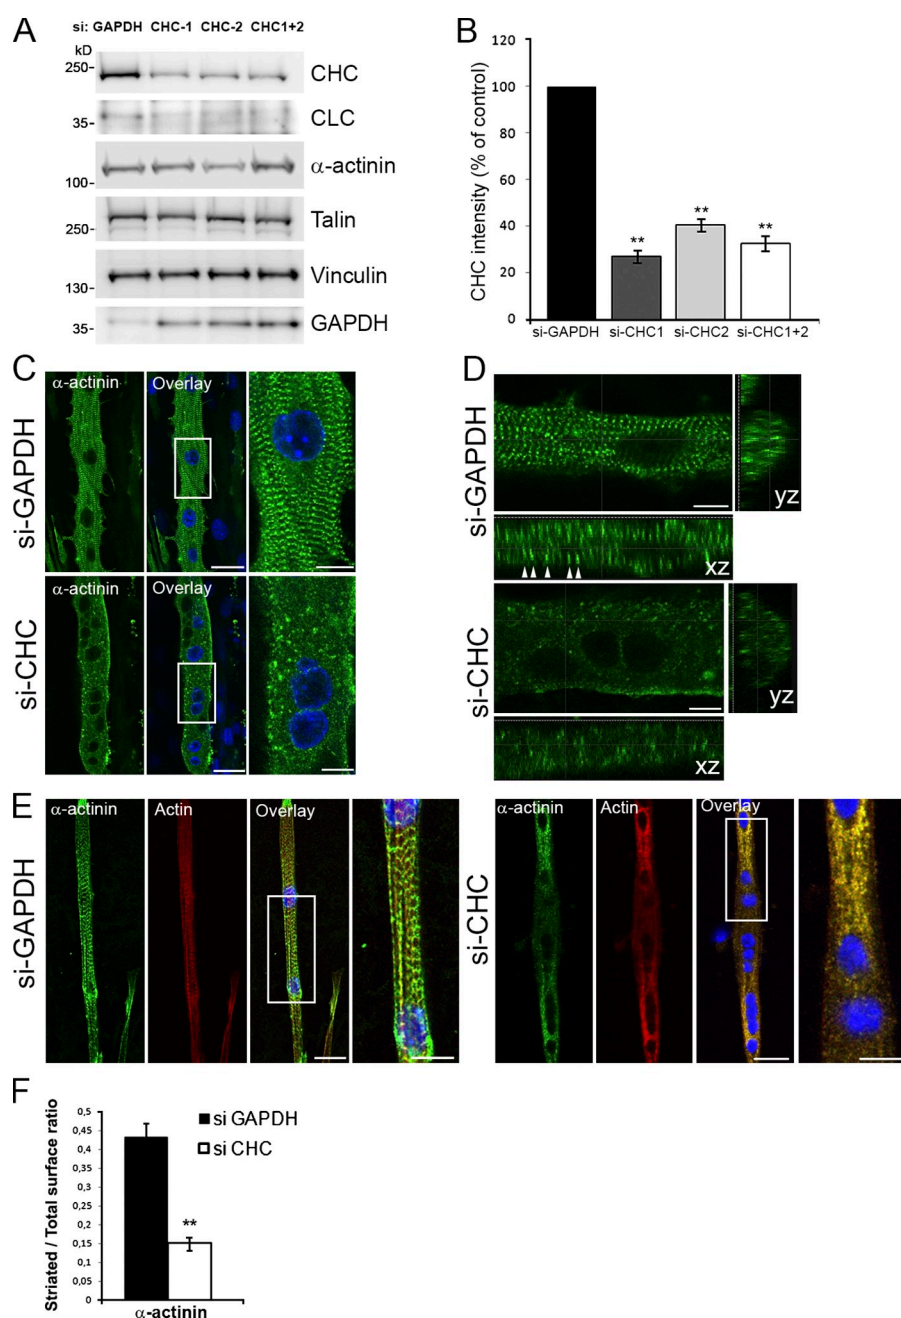 A
si: GAPDH CHC-1 CHC-2 CHC1+2
kD
250-
CHC
35-
CLC
100-
α-actinin
250-
Talin
130-
Vinculin
35-
GAPDH
B
CHC intensity (% of control)
120
100
120
80
60
40
20
0
**
**
**
si-GAPDH si-CHC1 si-CHC2 si-CHC1+2
C
si-GAPDH
α-actinin Overlay
si-CHC
α-actinin Overlay
D
si-GAPDH
yz
xz
si-CHC
yz
xz
E
si-GAPDH
α-actinin Actin Overlay
si-CHC
α-actinin Actin Overlay
F
Striated / Total surface ratio
0,5
0,45
0,4
0,35
0,3
0,25
0,2
0,15
0,1
0,05
0
si GAPDH
si CHC
**
α-actinin